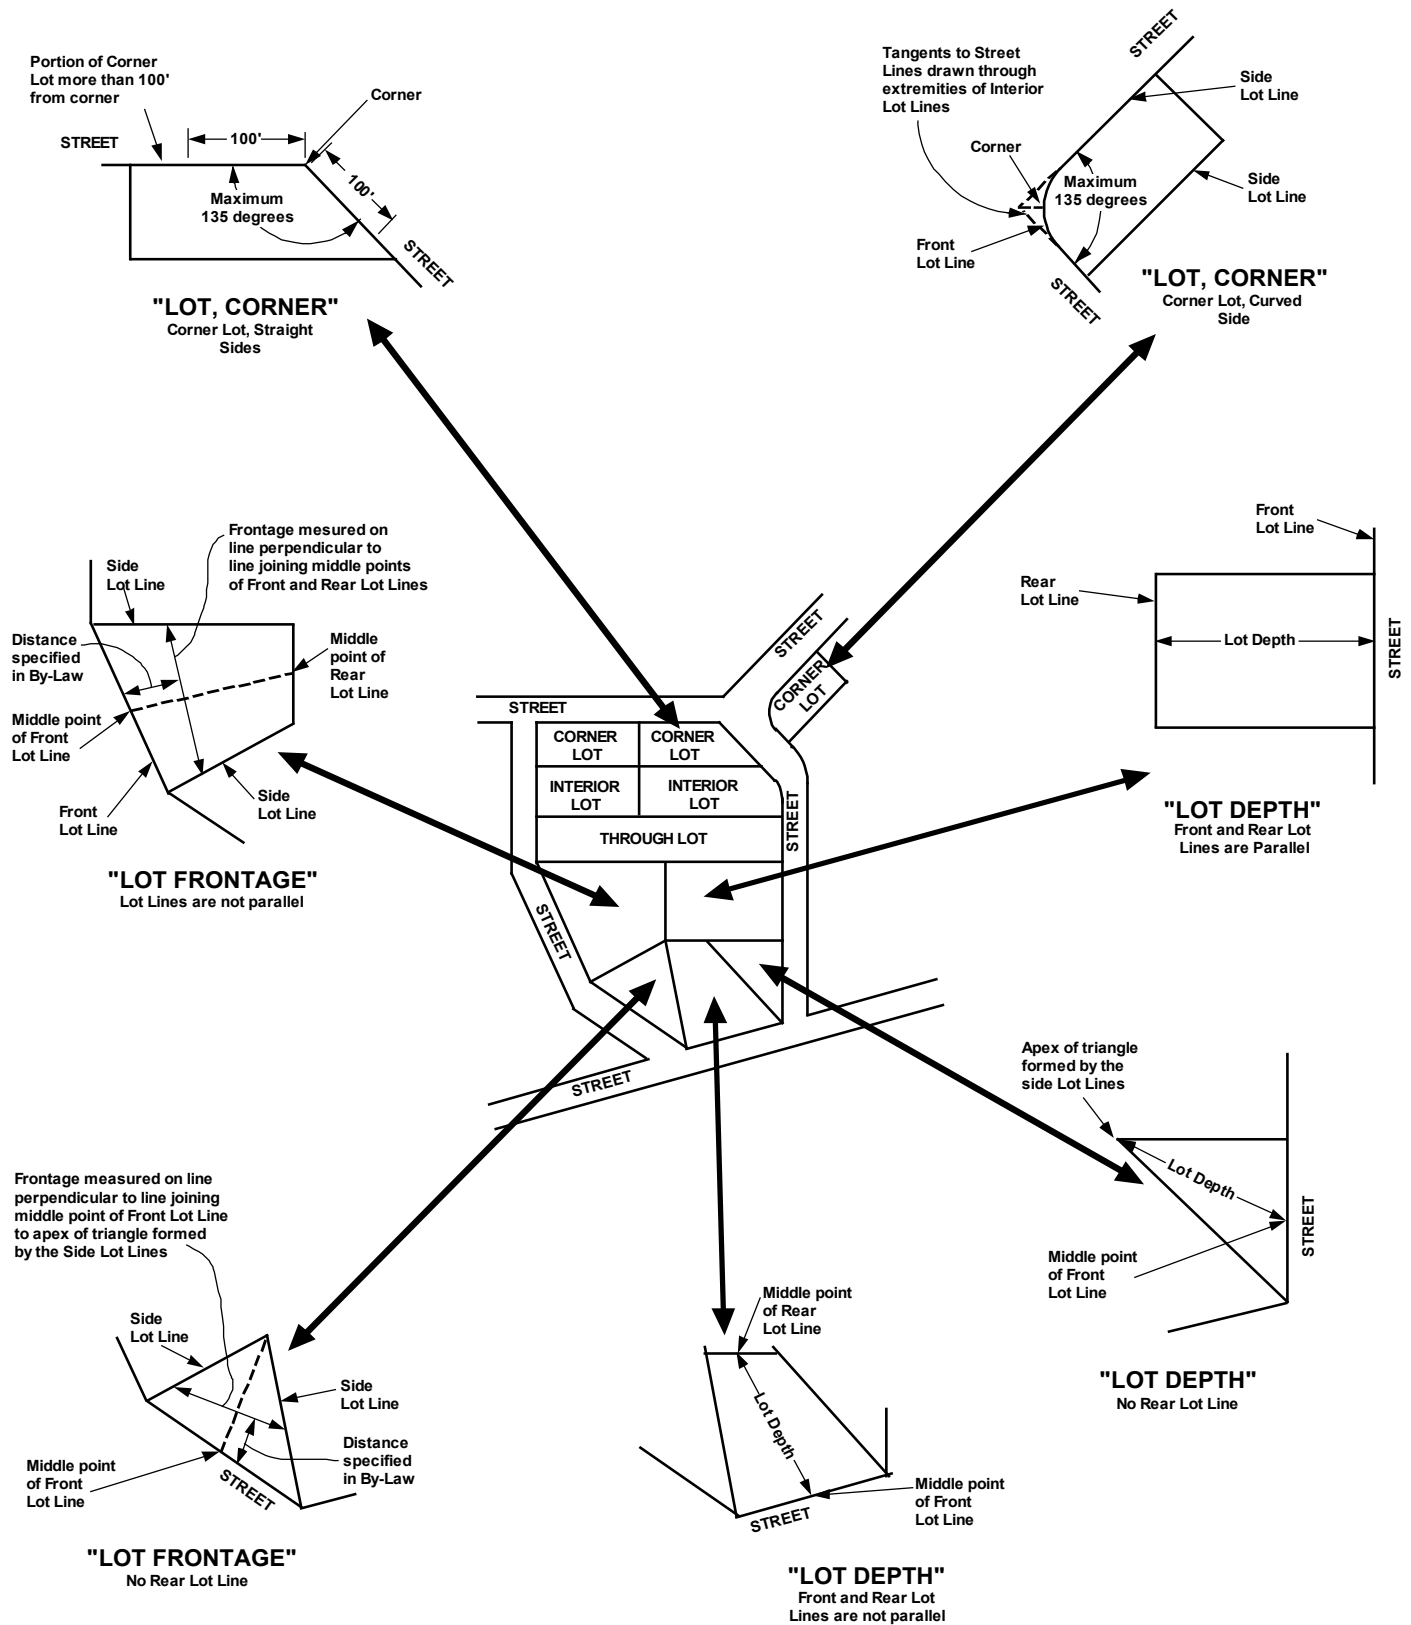 Portion of Corner
Lot more than 100'
from corner
Corner
STREET
100'
100'
Maximum
135 degrees
STREET
"LOT, CORNER"
Corner Lot, Straight
Sides
STREET
Tangents to Street
Lines drawn through
extremities of Interior
Lot Lines
Side
Lot Line
Corner
Maximum
135 degrees
Side
Lot Line
Front
Lot Line
STREET
"LOT, CORNER"
Corner Lot, Curved
Side
Frontage mesured on
line perpendicular to
line joining middle points
of Front and Rear Lot Lines
Side
Lot Line
Distance
specified
in By-Law
Middle
point of
Rear
Lot Line
Middle point
of Front
Lot Line
Front
Lot Line
Side
Lot Line
"LOT FRONTAGE"
Lot Lines are not parallel
Front
Lot Line
Rear
Lot Line
Lot Depth
STREET
"LOT DEPTH"
Front and Rear Lot
Lines are Parallel
STREET
CORNER
LOT
STREET
CORNER
LOT
CORNER
LOT
INTERIOR
LOT
INTERIOR
LOT
STREET
THROUGH LOT
STREET
STREET
Apex of triangle
formed by the
side Lot Lines
Lot Depth
STREET
Middle point
of Front
Lot Line
"LOT DEPTH"
No Rear Lot Line
Frontage measured on line
perpendicular to line joining
middle point of Front Lot Line
to apex of triangle formed
by the Side Lot Lines
Side
Lot Line
Side
Lot Line
Distance
specified
in By-Law
Middle point
of Front
Lot Line
STREET
"LOT FRONTAGE"
No Rear Lot Line
Middle point
of Rear
Lot Line
Lot Depth
Middle point
of Front
Lot Line
STREET
"LOT DEPTH"
Front and Rear Lot
Lines are not parallel